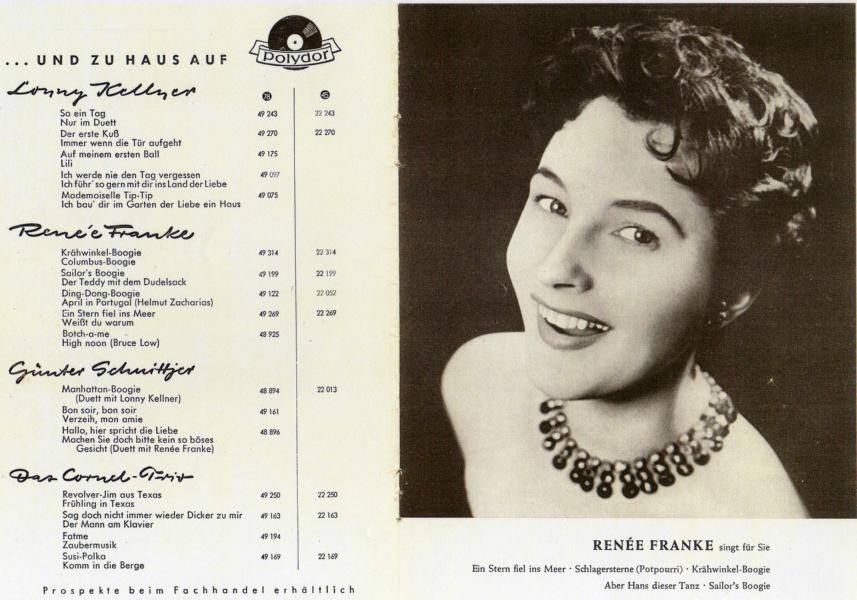 ... UND ZU HAUS AUF
Polydor
Lonny Kellner
78 45
So ein Tag 49 243 22 243
Nur im Duett
Der erste Kuß 49 270 22 270
Immer wenn die Tür aufgeht
Auf meinem ersten Ball 49 175
Lili
Ich werde nie den Tag vergessen 49 097
Ich führ' so gern mit dir ins Land der Liebe
Mademoiselle Tip-Tip 49 075
Ich bau' dir im Garten der Liebe ein Haus
Renée Franke
Krähwinkel-Boogie 49 314 22 314
Columbus-Boogie
Sailor's Boogie 49 199 22 199
Der Teddy mit dem Dudelsack
Ding-Dong-Boogie 49 122 22 052
April in Portugal (Helmut Zacharias)
Ein Stern fiel ins Meer 49 269 22 269
Weißt du warum
Botch-a-me 48 925
High noon (Bruce Low)
Günter Schnittjer
Manhattan-Boogie 48 894 22 013
(Duett mit Lonny Kellner)
Bon soir, bon soir 49 161
Verzeih, mon amie
Hallo, hier spricht die Liebe 48 896
Machen Sie doch bitte kein so böses
Gesicht (Duett mit Renée Franke)
Das Cornel-Trio
Revolver-Jim aus Texas 49 250 22 250
Frühling in Texas
Sag doch nicht immer wieder Dicker zu mir 49 163 22 163
Der Mann am Klavier
Fatme 49 194
Zaubermusik
Susi-Polka 49 169 22 169
Komm in die Berge
Prospekte beim Fachhandel erhältlich
RENÉE FRANKE singt für Sie
Ein Stern fiel ins Meer · Schlagersterne (Potpourri) · Krähwinkel-Boogie
Aber Hans dieser Tanz · Sailor's Boogie